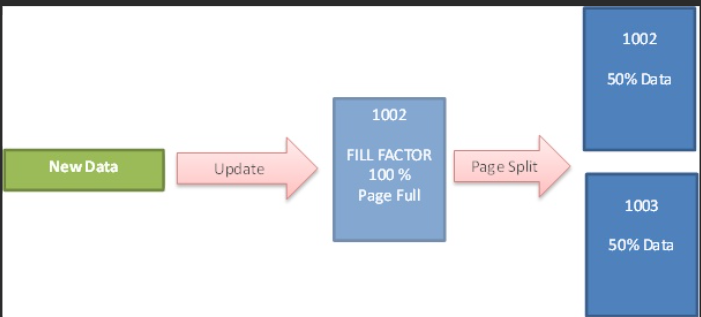 New Data
Update
1002
FILL FACTOR
100 %
Page Full
Page Split
1002
50% Data
1003
50% Data